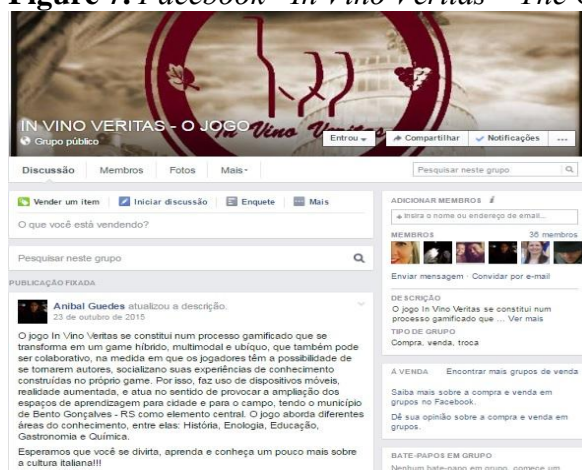 Figure 7. Facebook "In Vino Veritas – The
In Vino Veritas
IN VINO VERITAS - O JOGO
Grupo público
Entrou
Compartilhar
Notificações
Discussão Membros Fotos Mais
Pesquisar neste grupo
Vender um item Iniciar discussão Enquete Mais
O que você está vendendo?
Pesquisar neste grupo
PUBLICAÇÃO FIXADA
Anibal Guedes atualizou a descrição.
23 de outubro de 2015
O jogo In Vino Veritas se constitui num processo gamificado que se
transforma em um game híbrido, multimodal e ubíquo, que também pode
ser colaborativo, na medida em que os jogadores têm a possibilidade de
se tornarem autores, socializando suas experiências de conhecimento
construídas no próprio game. Por isso, faz uso de dispositivos móveis,
realidade aumentada, e atua no sentido de provocar a ampliação dos
espaços de aprendizagem para cidade e para o campo, tendo o município
de Bento Gonçalves - RS como elemento central. O jogo aborda diferentes
áreas do conhecimento, entre elas: História, Enologia, Educação,
Gastronomia e Química.
Esperamos que você se divirta, aprenda e conheça um pouco mais sobre
a cultura italiana!!!
ADICIONAR MEMBROS
+ Insira o nome ou endereço de email...
MEMBROS 38 membros
Enviar mensagem · Convidar por e-mail
DESCRIÇÃO
O jogo In Vino Veritas se constitui num
processo gamificado que ... Ver mais
TIPO DE GRUPO
Compra, venda, troca
À VENDA Encontrar mais grupos de venda
Saiba mais sobre a compra e venda em
grupos no Facebook.
Dê sua opinião sobre a compra e venda em
grupos.
BATE-PAPOS EM GRUPO
Nenhum bate-papo em grupo, comece um